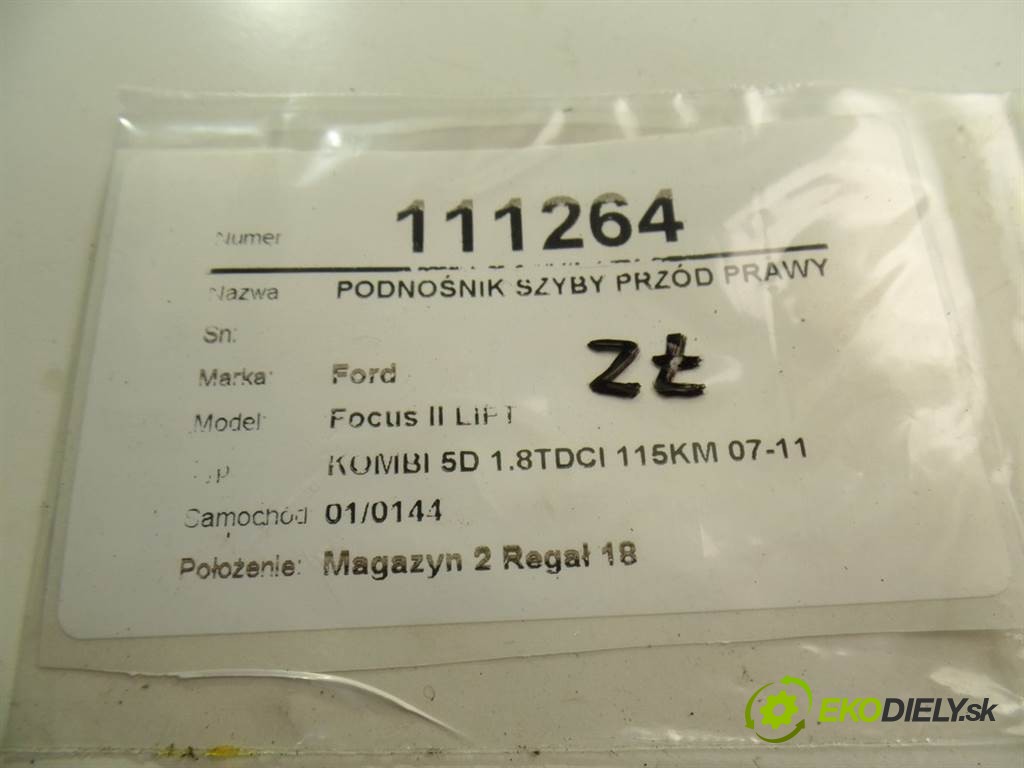 Numer 111264
Nazwa PODNOŚNIK SZYBY PRZÓD PRAWY
Sn:
Marka: Ford
ZŁ
Model: Focus II LIFT
Typ KOMBI 5D 1.8TDCI 115KM 07-11
Samochód 01/0144
Położenie: Magazyn 2 Regał 18
EKODIELY.sk